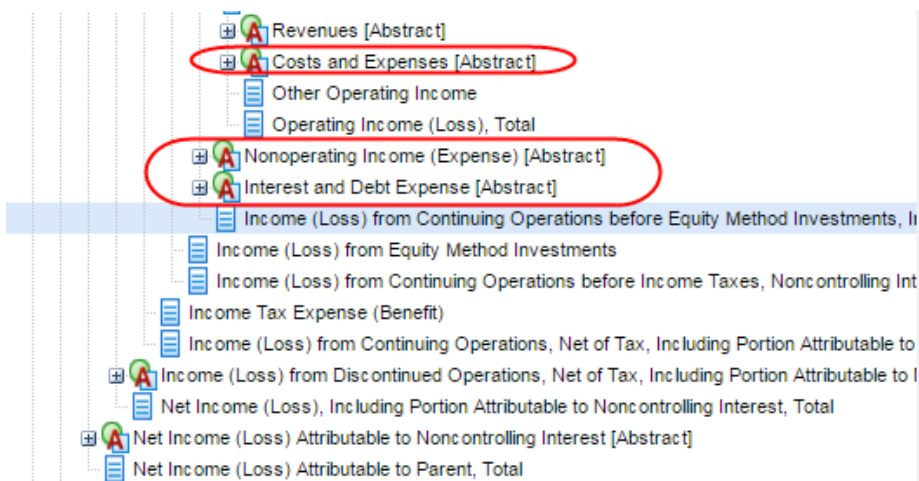 Revenues [Abstract]
Costs and Expenses [Abstract]
Other Operating Income
Operating Income (Loss), Total
Nonoperating Income (Expense) [Abstract]
Interest and Debt Expense [Abstract]
Income (Loss) from Continuing Operations before Equity Method Investments,
Income (Loss) from Equity Method Investments
Income (Loss) from Continuing Operations before Income Taxes, Noncontrolling Int
Income Tax Expense (Benefit)
Income (Loss) from Continuing Operations, Net of Tax, Including Portion Attributable to
Income (Loss) from Discontinued Operations, Net of Tax, Including Portion Attributable to
Net Income (Loss), Including Portion Attributable to Noncontrolling Interest, Total
Net Income (Loss) Attributable to Noncontrolling Interest [Abstract]
Net Income (Loss) Attributable to Parent, Total